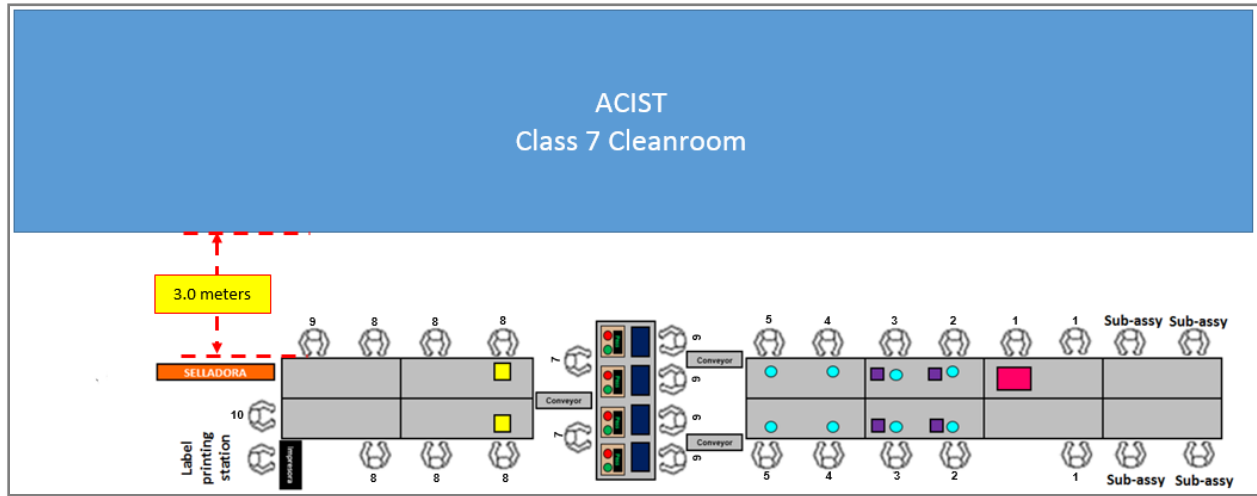 ACIST
Class 7 Cleanroom
3.0 meters
9 8 8 8 5 4 3 2 1 1 Sub-assy Sub-assy
SELLADORA
7
6
Conveyor
6
Conveyor
10
6
7
Conveyor
6
Label
printing
station
Impresora
8 8 8 5 4 3 2 1 Sub-assy Sub-assy